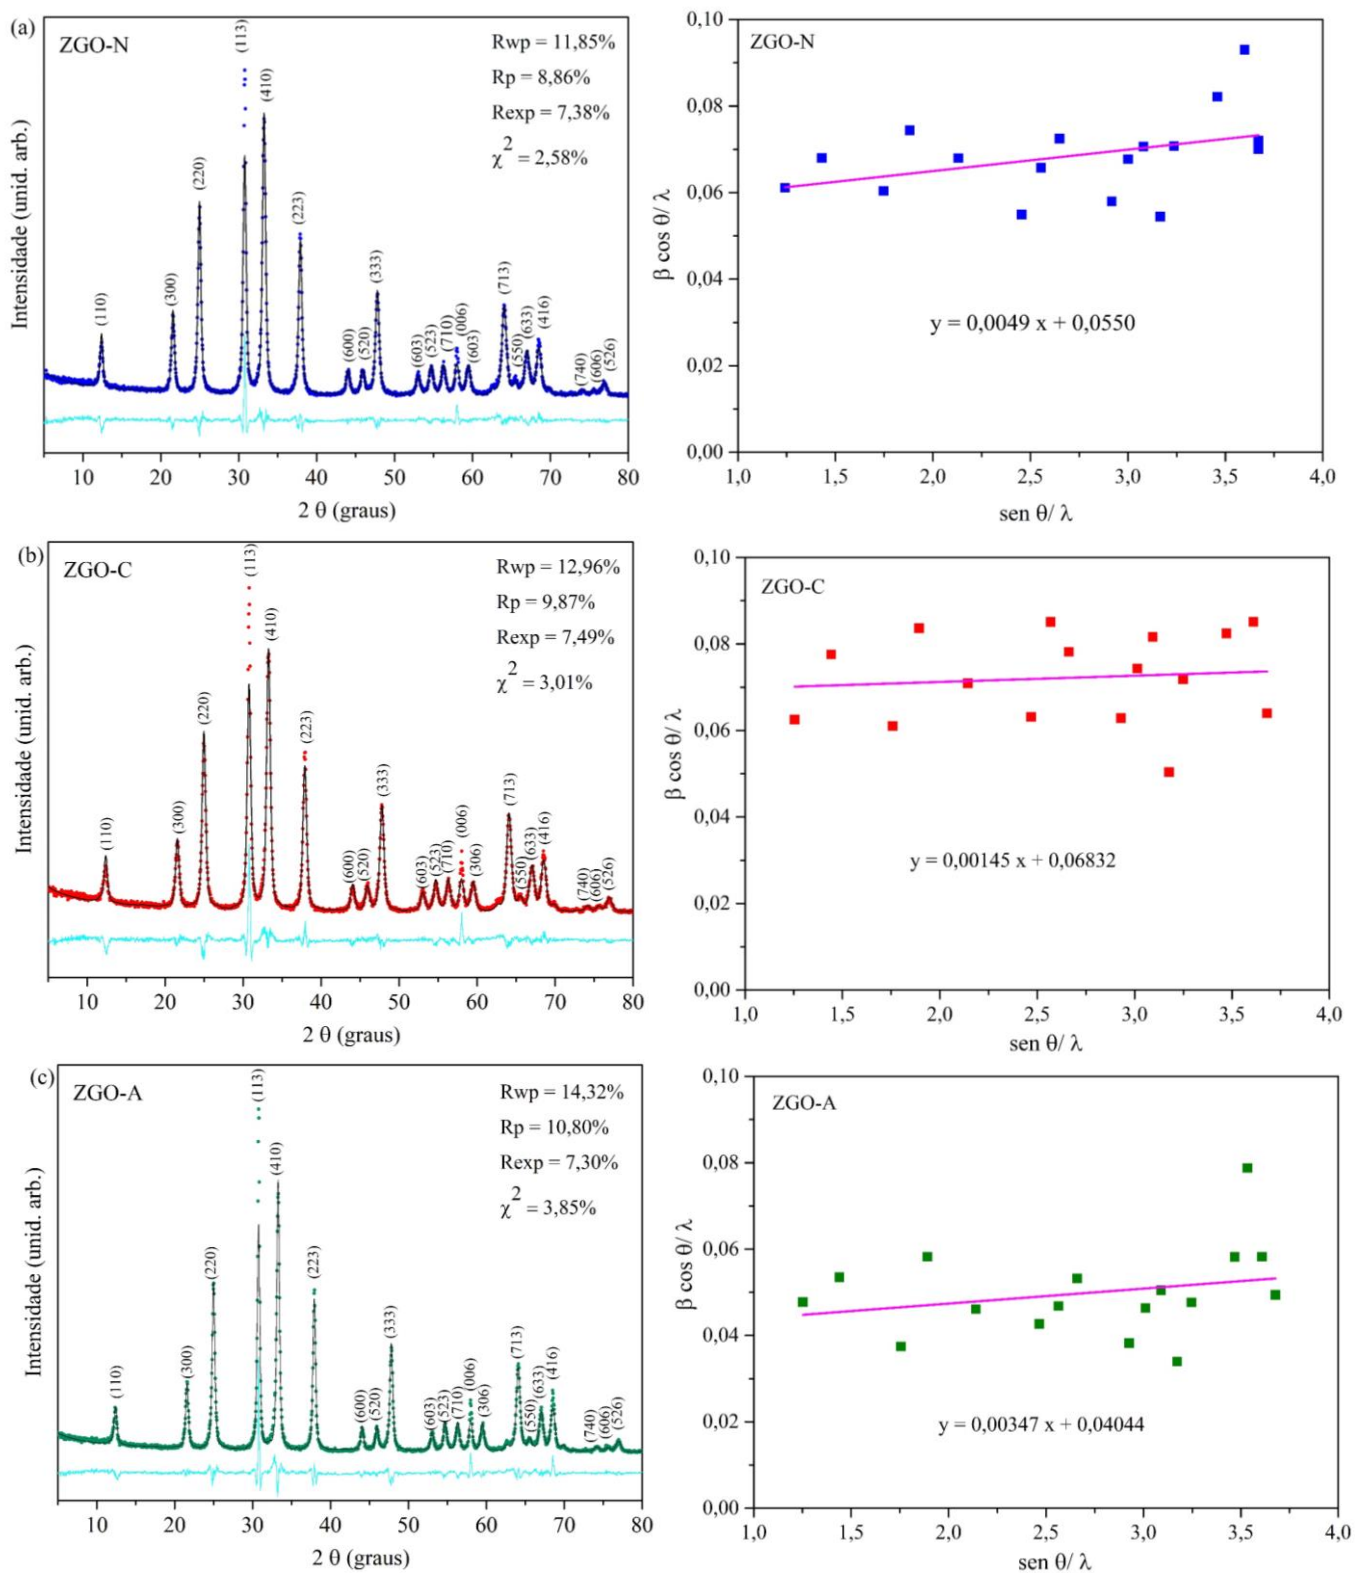 (a)
ZGO-N
Rwp = 11,85%
Rp = 8,86%
Rexp = 7,38%
χ² = 2,58%
(110)
(300)
(220)
(113)
(410)
(223)
(600)
(520)
(333)
(603)
(523)
(710)
(006)
(603)
(713)
(550)
(633)
(416)
(740)
(606)
(526)
Intensidade (unid. arb.)
10 20 30 40 50 60 70 80
2 θ (graus)
ZGO-N
0,10
0,08
0,06
0,04
0,02
0,00
β cos θ/ λ
y = 0,0049 x + 0,0550
1,0 1,5 2,0 2,5 3,0 3,5 4,0
sen θ/ λ
(b)
ZGO-C
Rwp = 12,96%
Rp = 9,87%
Rexp = 7,49%
χ² = 3,01%
(110)
(300)
(220)
(113)
(410)
(223)
(600)
(520)
(333)
(603)
(523)
(710)
(006)
(306)
(713)
(550)
(633)
(416)
(740)
(606)
(526)
Intensidade (unid. arb.)
10 20 30 40 50 60 70 80
2 θ (graus)
ZGO-C
0,10
0,08
0,06
0,04
0,02
0,00
β cos θ/ λ
y = 0,00145 x + 0,06832
1,0 1,5 2,0 2,5 3,0 3,5 4,0
sen θ/ λ
(c)
ZGO-A
Rwp = 14,32%
Rp = 10,80%
Rexp = 7,30%
χ² = 3,85%
(110)
(300)
(220)
(113)
(410)
(223)
(600)
(520)
(333)
(603)
(523)
(710)
(006)
(306)
(713)
(550)
(633)
(416)
(740)
(606)
(526)
Intensidade (unid. arb.)
10 20 30 40 50 60 70 80
2 θ (graus)
ZGO-A
0,10
0,08
0,06
0,04
0,02
0,00
β cos θ/ λ
y = 0,00347 x + 0,04044
1,0 1,5 2,0 2,5 3,0 3,5 4,0
sen θ/ λ